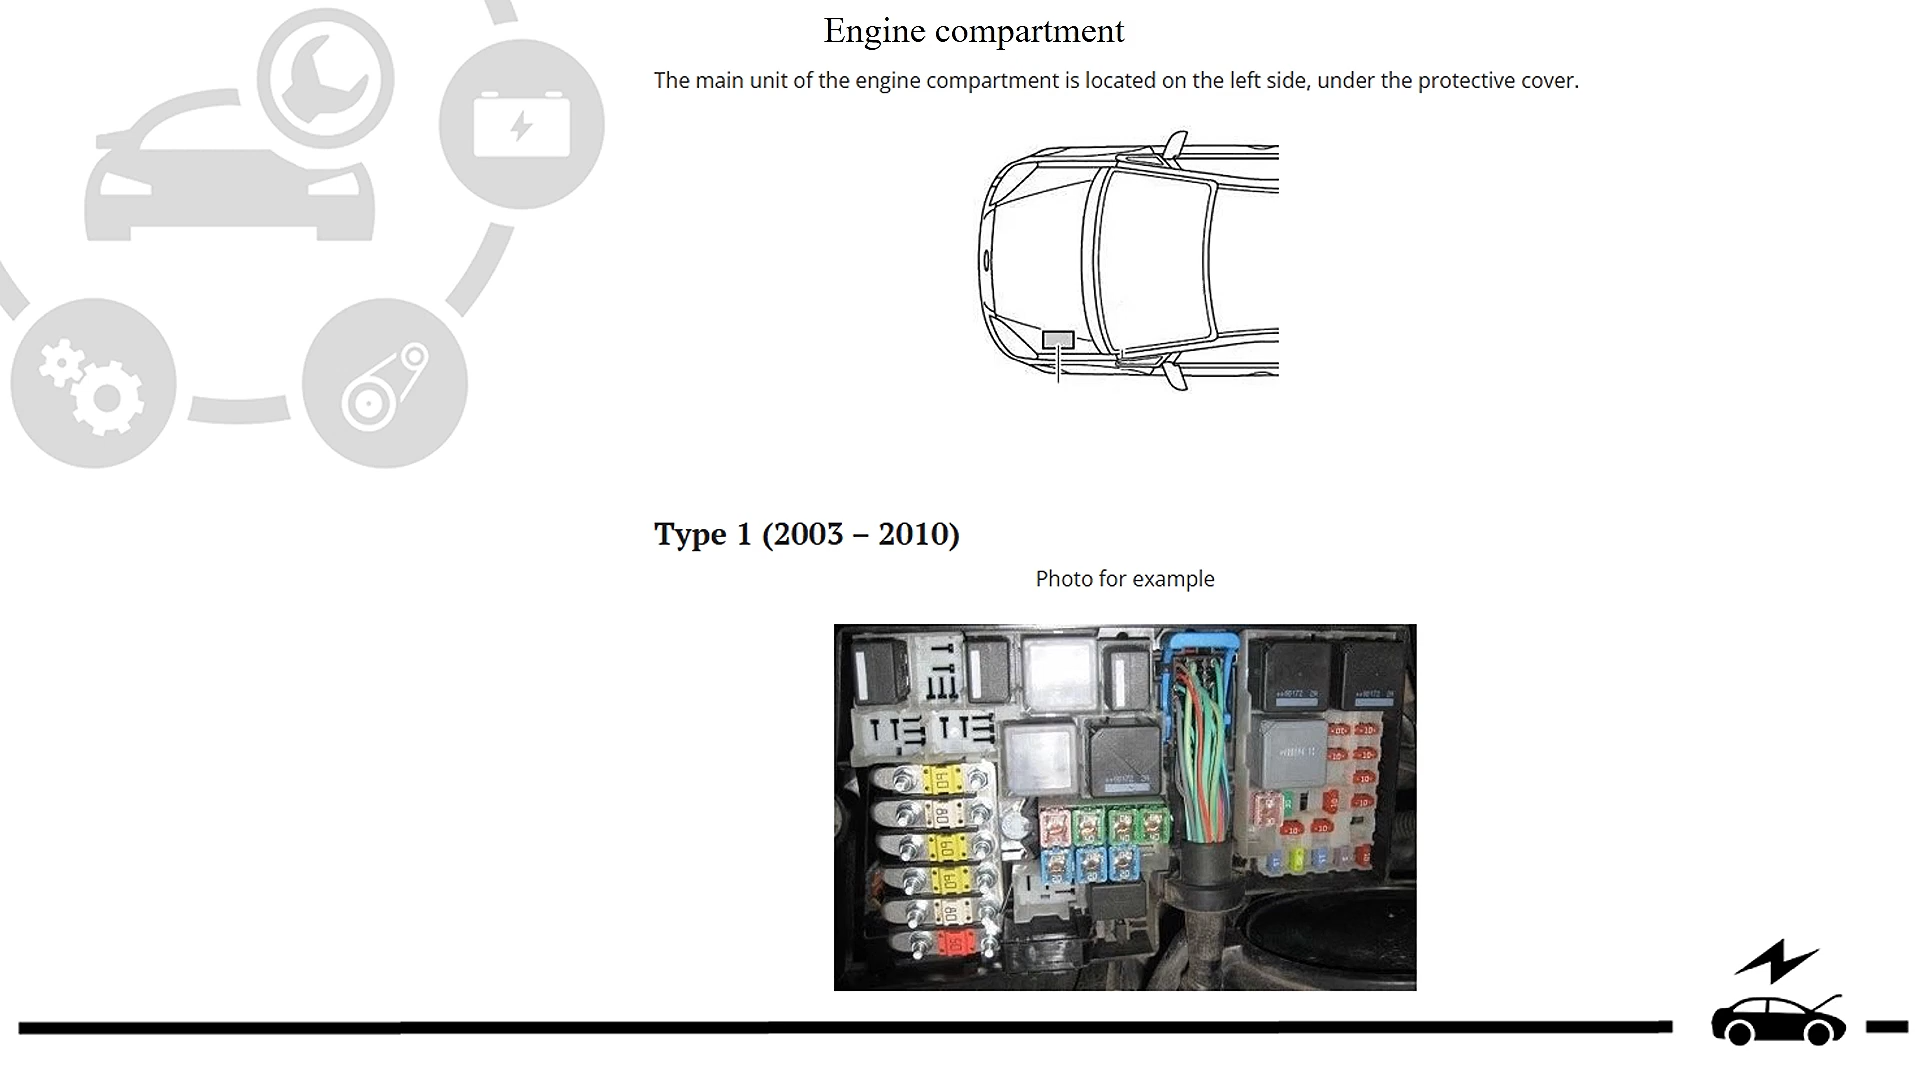 Engine compartment
The main unit of the engine compartment is located on the left side, under the protective cover.
Type 1 (2003 – 2010)
Photo for example